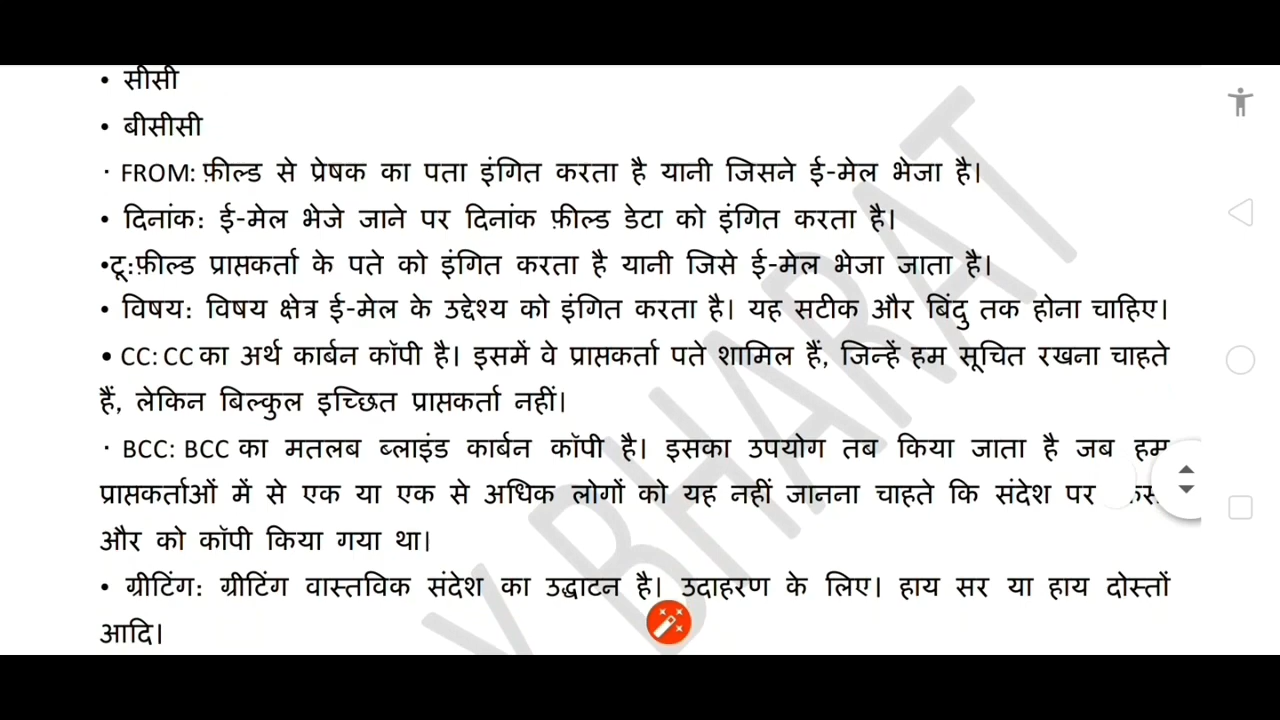 • सीसी
• बीसीसी
· FROM: फ़ील्ड से प्रेषक का पता इंगित करता है यानी जिसने ई-मेल भेजा है।
• दिनांक: ई-मेल भेजे जाने पर दिनांक फ़ील्ड डेटा को इंगित करता है।
•टू:फ़ील्ड प्राप्तकर्ता के पते को इंगित करता है यानी जिसे ई-मेल भेजा जाता है।
• विषय: विषय क्षेत्र ई-मेल के उद्देश्य को इंगित करता है। यह सटीक और बिंदु तक होना चाहिए।
• CC: CC का अर्थ कार्बन कॉपी है। इसमें वे प्राप्तकर्ता पते शामिल हैं, जिन्हें हम सूचित रखना चाहते
हैं, लेकिन बिल्कुल इच्छित प्राप्तकर्ता नहीं।
· BCC: BCC का मतलब ब्लाइंड कार्बन कॉपी है। इसका उपयोग तब किया जाता है जब हम
प्राप्तकर्ताओं में से एक या एक से अधिक लोगों को यह नहीं जानना चाहते कि संदेश पर
और को कॉपी किया गया था।
• ग्रीटिंग: ग्रीटिंग वास्तविक संदेश का उद्घाटन है। उदाहरण के लिए। हाय सर या हाय दोस्तों
आदि।
Y BHARAT